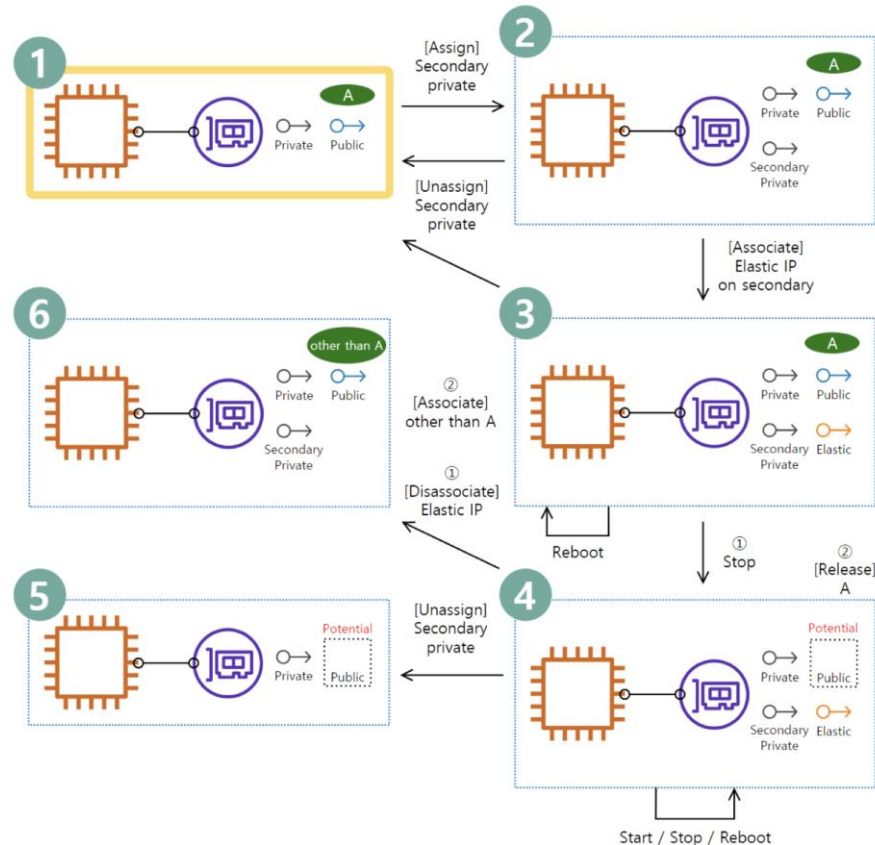 1
A
Private
Public
[Assign]
Secondary
private
[Unassign]
Secondary
private
2
A
Private
Public
Secondary
Private
[Associate]
Elastic IP
on secondary
6
other than A
Private
Public
Secondary
Private
②
[Associate]
other than A
①
[Disassociate]
Elastic IP
3
A
Private
Public
Secondary
Private
Elastic
Reboot
①
Stop
②
[Release]
A
5
Potential
Private
Public
[Unassign]
Secondary
private
4
Potential
Private
Public
Secondary
Private
Elastic
Start / Stop / Reboot